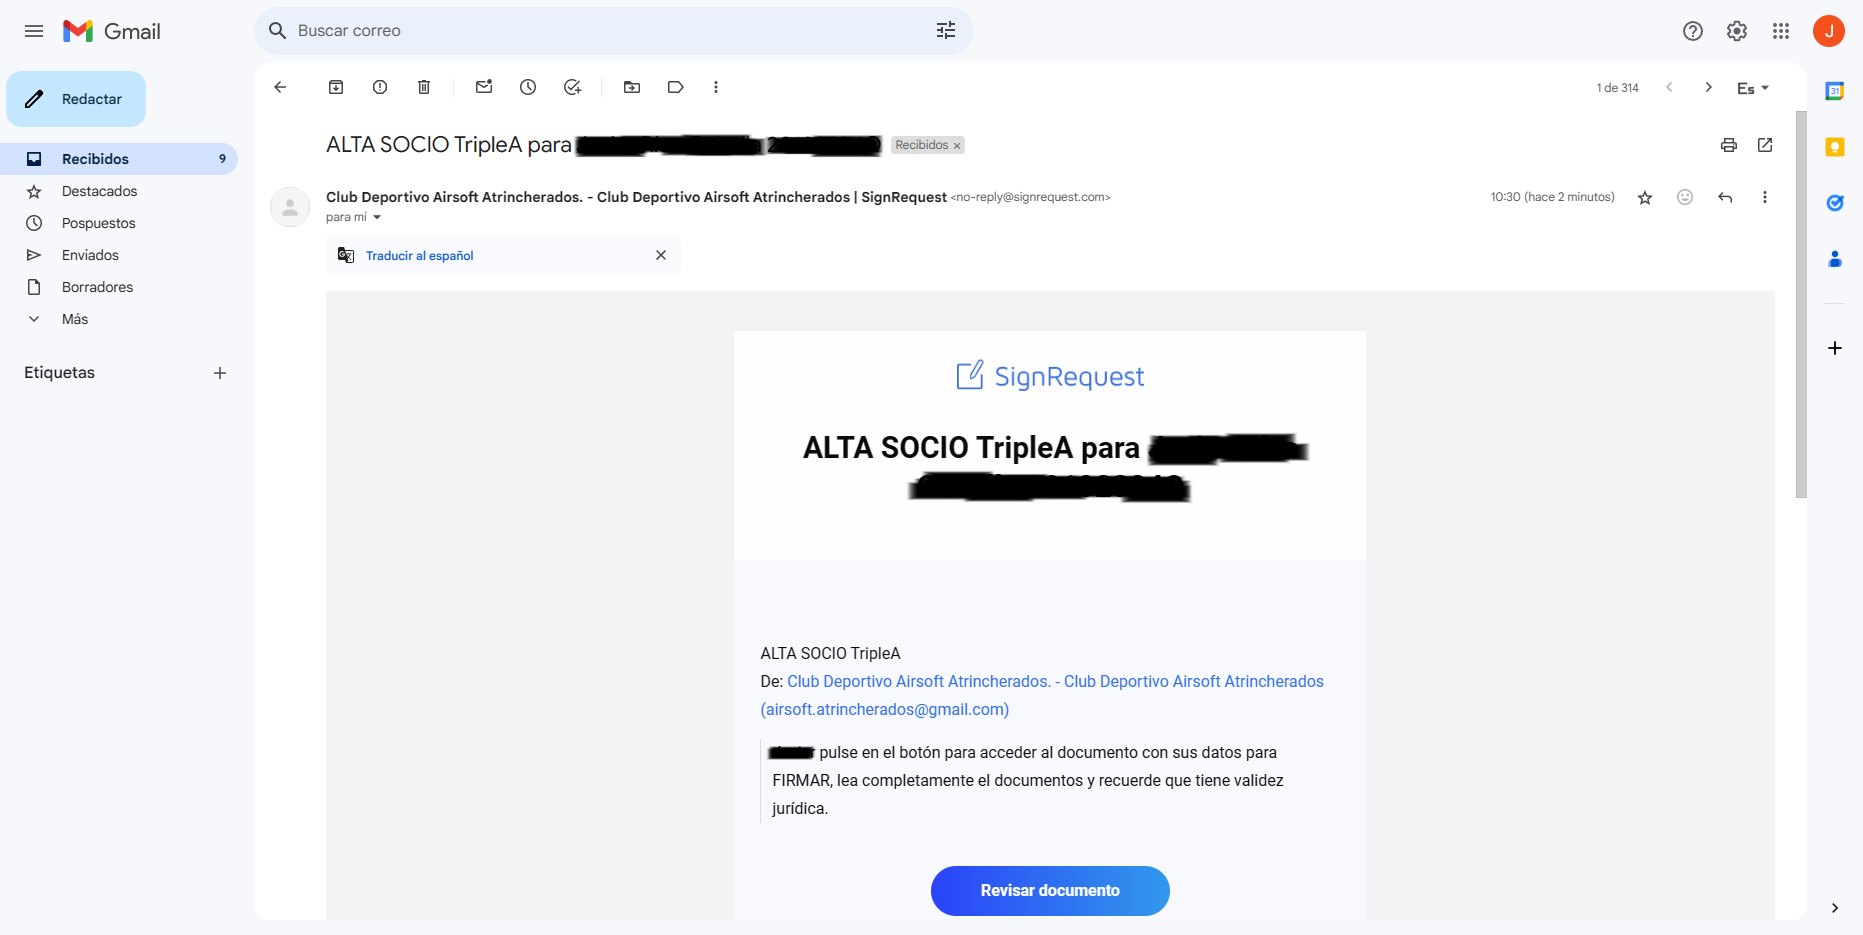 Gmail
Buscar correo
J
Redactar
1 de 314
Es
Recibidos 9
Destacados
Pospuestos
Enviados
Borradores
Más
Etiquetas
ALTA SOCIO TripleA para
Recibidos ×
Club Deportivo Airsoft Atrincherados. - Club Deportivo Airsoft Atrincherados | SignRequest <no-reply@signrequest.com>
10:30 (hace 2 minutos)
para mí
Traducir al español
SignRequest
ALTA SOCIO TripleA para
ALTA SOCIO TripleA
De: Club Deportivo Airsoft Atrincherados. - Club Deportivo Airsoft Atrincherados
(airsoft.atrincherados@gmail.com)
pulse en el botón para acceder al documento con sus datos para
FIRMAR, lea completamente el documentos y recuerde que tiene validez
jurídica.
Revisar documento
31